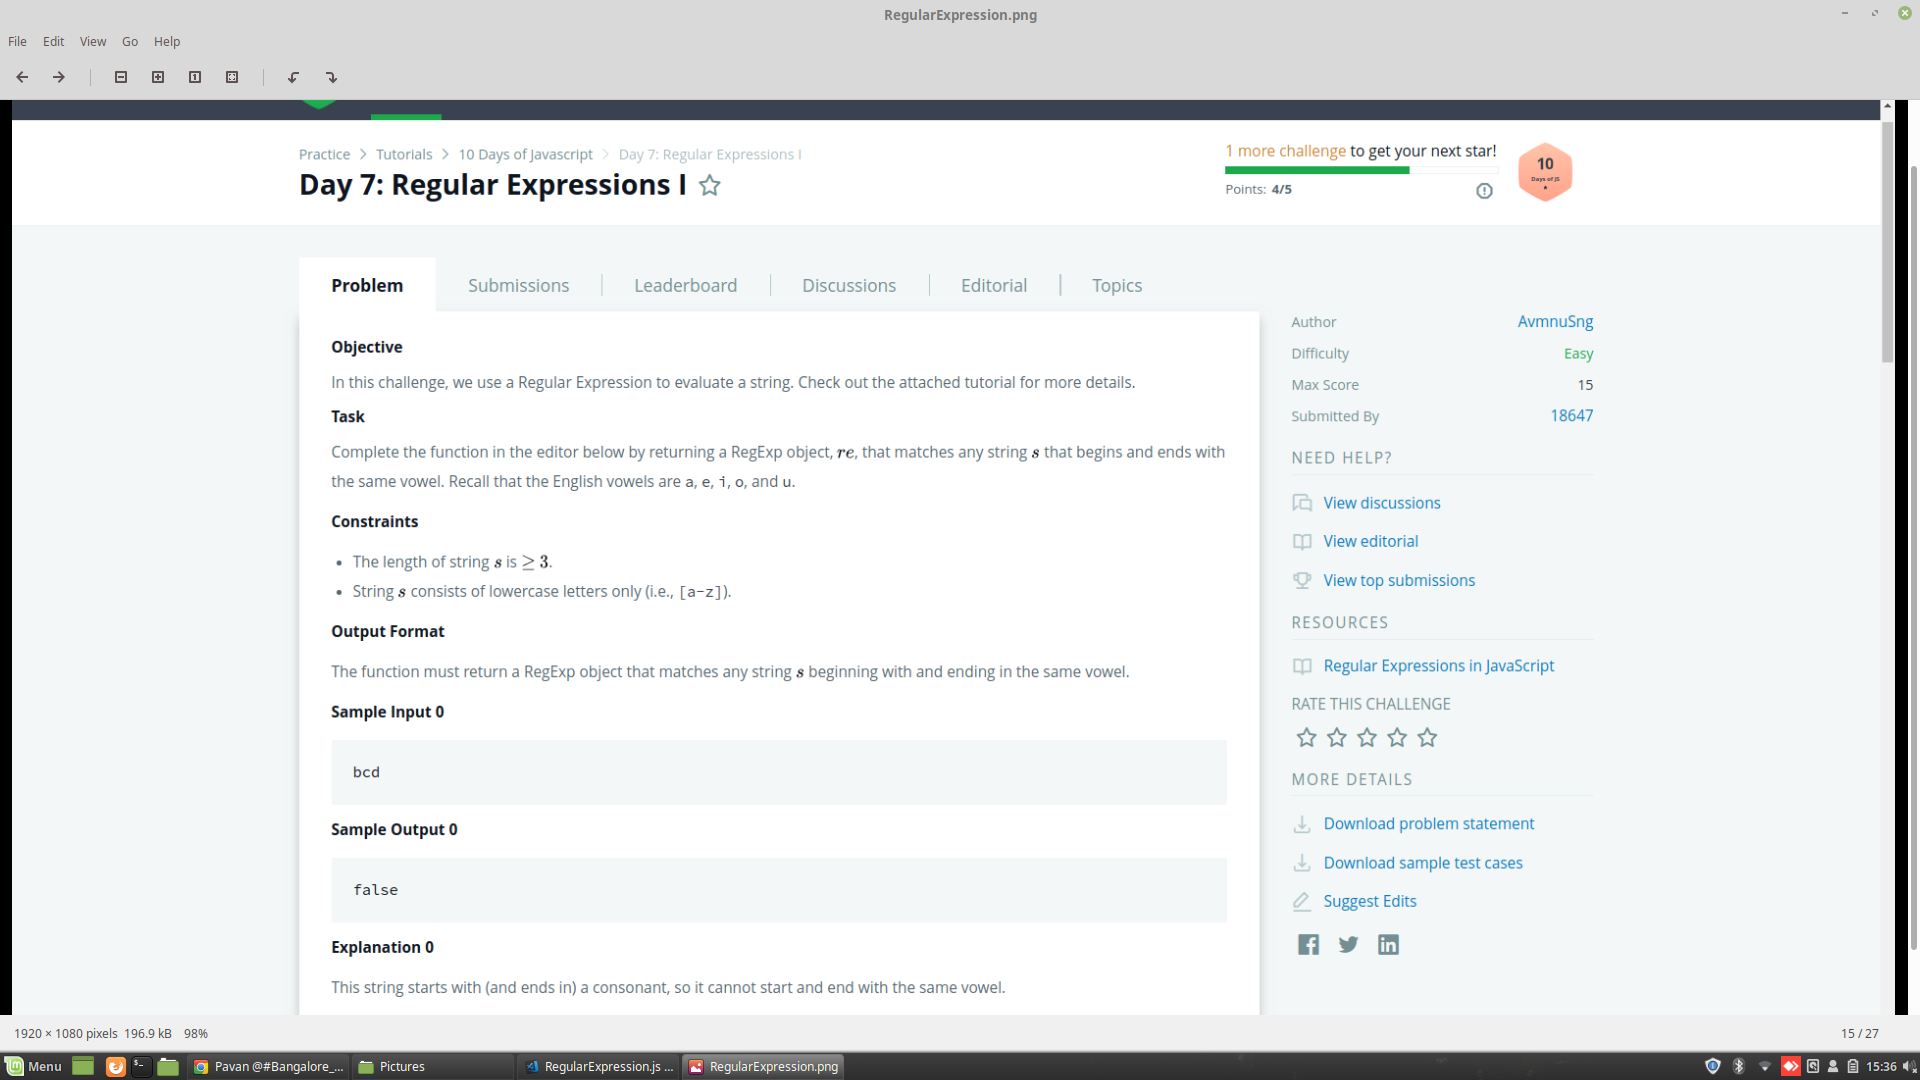 RegularExpression.png
File Edit View Go Help
Practice > Tutorials > 10 Days of Javascript > Day 7: Regular Expressions I
Day 7: Regular Expressions I
1 more challenge to get your next star!
Points: 4/5
10
Days of JS
Problem
Submissions
Leaderboard
Discussions
Editorial
Topics
Objective
In this challenge, we use a Regular Expression to evaluate a string. Check out the attached tutorial for more details.
Task
Complete the function in the editor below by returning a RegExp object, re, that matches any string s that begins and ends with
the same vowel. Recall that the English vowels are a, e, i, o, and u.
Constraints
• The length of string s is ≥ 3.
• String s consists of lowercase letters only (i.e., [a-z]).
Output Format
The function must return a RegExp object that matches any string s beginning with and ending in the same vowel.
Sample Input 0
bcd
Sample Output 0
false
Explanation 0
This string starts with (and ends in) a consonant, so it cannot start and end with the same vowel.
Author AvmnuSng
Difficulty Easy
Max Score 15
Submitted By 18647
NEED HELP?
View discussions
View editorial
View top submissions
RESOURCES
Regular Expressions in JavaScript
RATE THIS CHALLENGE
MORE DETAILS
Download problem statement
Download sample test cases
Suggest Edits
1920 × 1080 pixels 196.9 kB 98%
15 / 27
Menu
Pavan @#Bangalore_...
Pictures
RegularExpression.js ...
RegularExpression.png
15:36